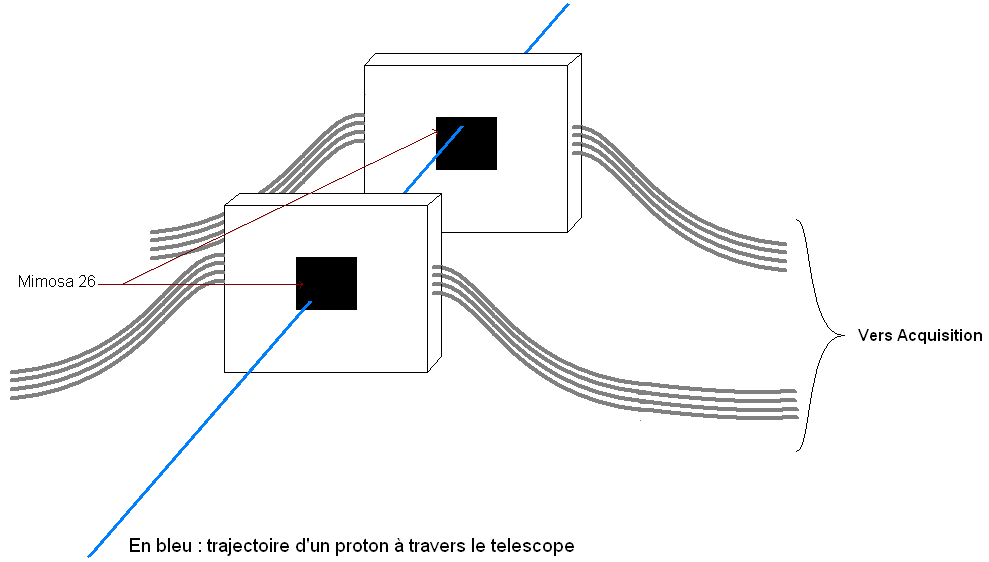 Mimosa 26
Vers Acquisition
En bleu : trajectoire d'un proton à travers le telescope